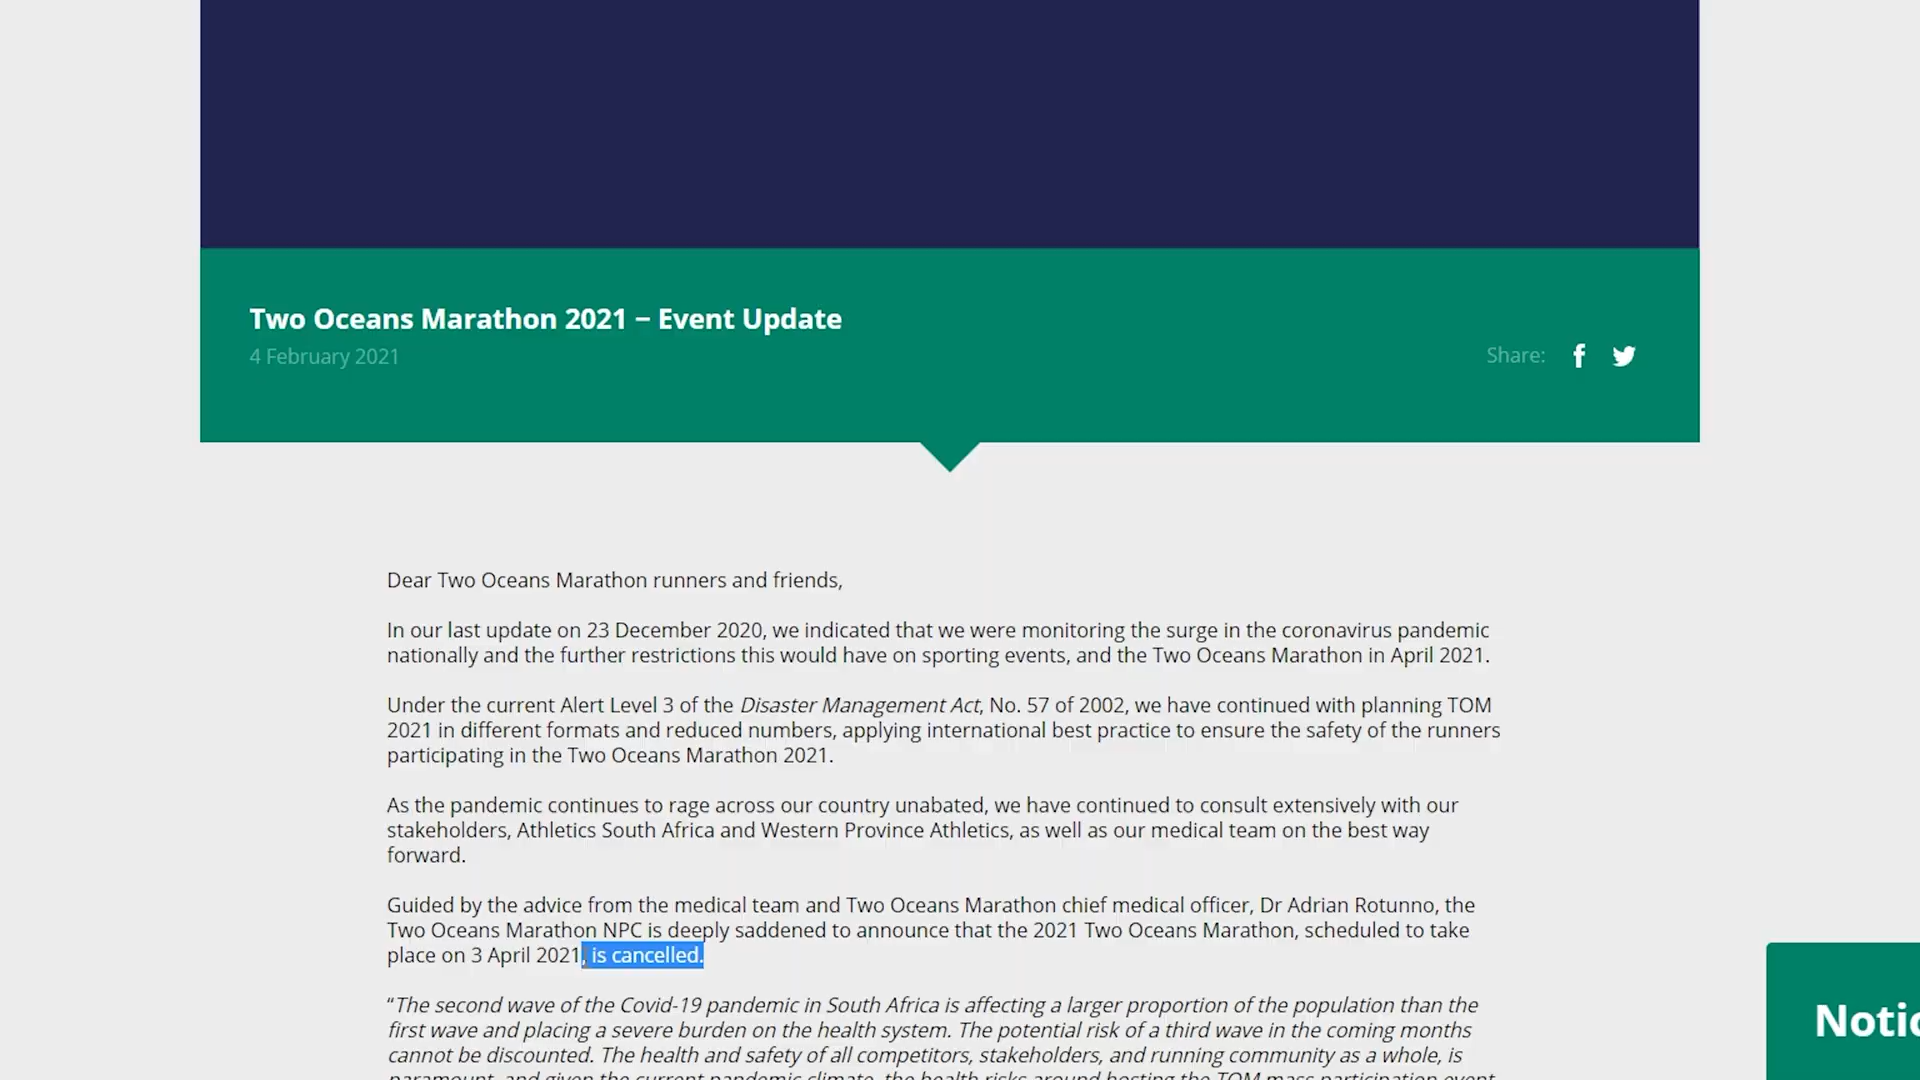 Two Oceans Marathon 2021 – Event Update
4 February 2021
Share:
Dear Two Oceans Marathon runners and friends,
In our last update on 23 December 2020, we indicated that we were monitoring the surge in the coronavirus pandemic
nationally and the further restrictions this would have on sporting events, and the Two Oceans Marathon in April 2021.
Under the current Alert Level 3 of the Disaster Management Act, No. 57 of 2002, we have continued with planning TOM
2021 in different formats and reduced numbers, applying international best practice to ensure the safety of the runners
participating in the Two Oceans Marathon 2021.
As the pandemic continues to rage across our country unabated, we have continued to consult extensively with our
stakeholders, Athletics South Africa and Western Province Athletics, as well as our medical team on the best way
forward.
Guided by the advice from the medical team and Two Oceans Marathon chief medical officer, Dr Adrian Rotunno, the
Two Oceans Marathon NPC is deeply saddened to announce that the 2021 Two Oceans Marathon, scheduled to take
place on 3 April 2021, is cancelled.
“The second wave of the Covid-19 pandemic in South Africa is affecting a larger proportion of the population than the
first wave and placing a severe burden on the health system. The potential risk of a third wave in the coming months
cannot be discounted. The health and safety of all competitors, stakeholders, and running community as a whole, is
paramount, and given the current pandemic climate, the health risks around hosting the TOM mass participation event
Notic